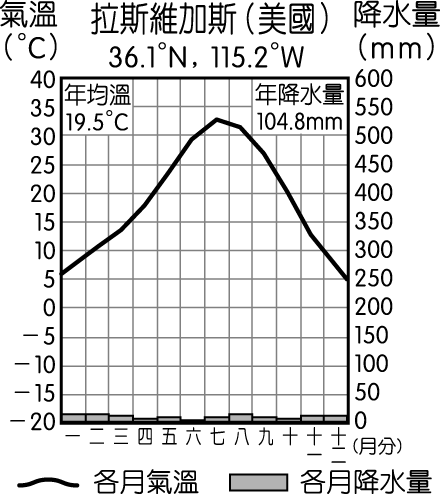 氣溫 拉斯維加斯(美國) 降水量
(°C) 36.1°N, 115.2°W (mm)
年均溫 年降水量
19.5°C 104.8mm
40 600
35 550
30 500
25 450
20 400
15 350
10 300
5 250
0 200
-5 150
-10 100
-15 50
-20 0
一 二 三 四 五 六 七 八 九 十 十一 十二 (月分)
各月氣溫 各月降水量